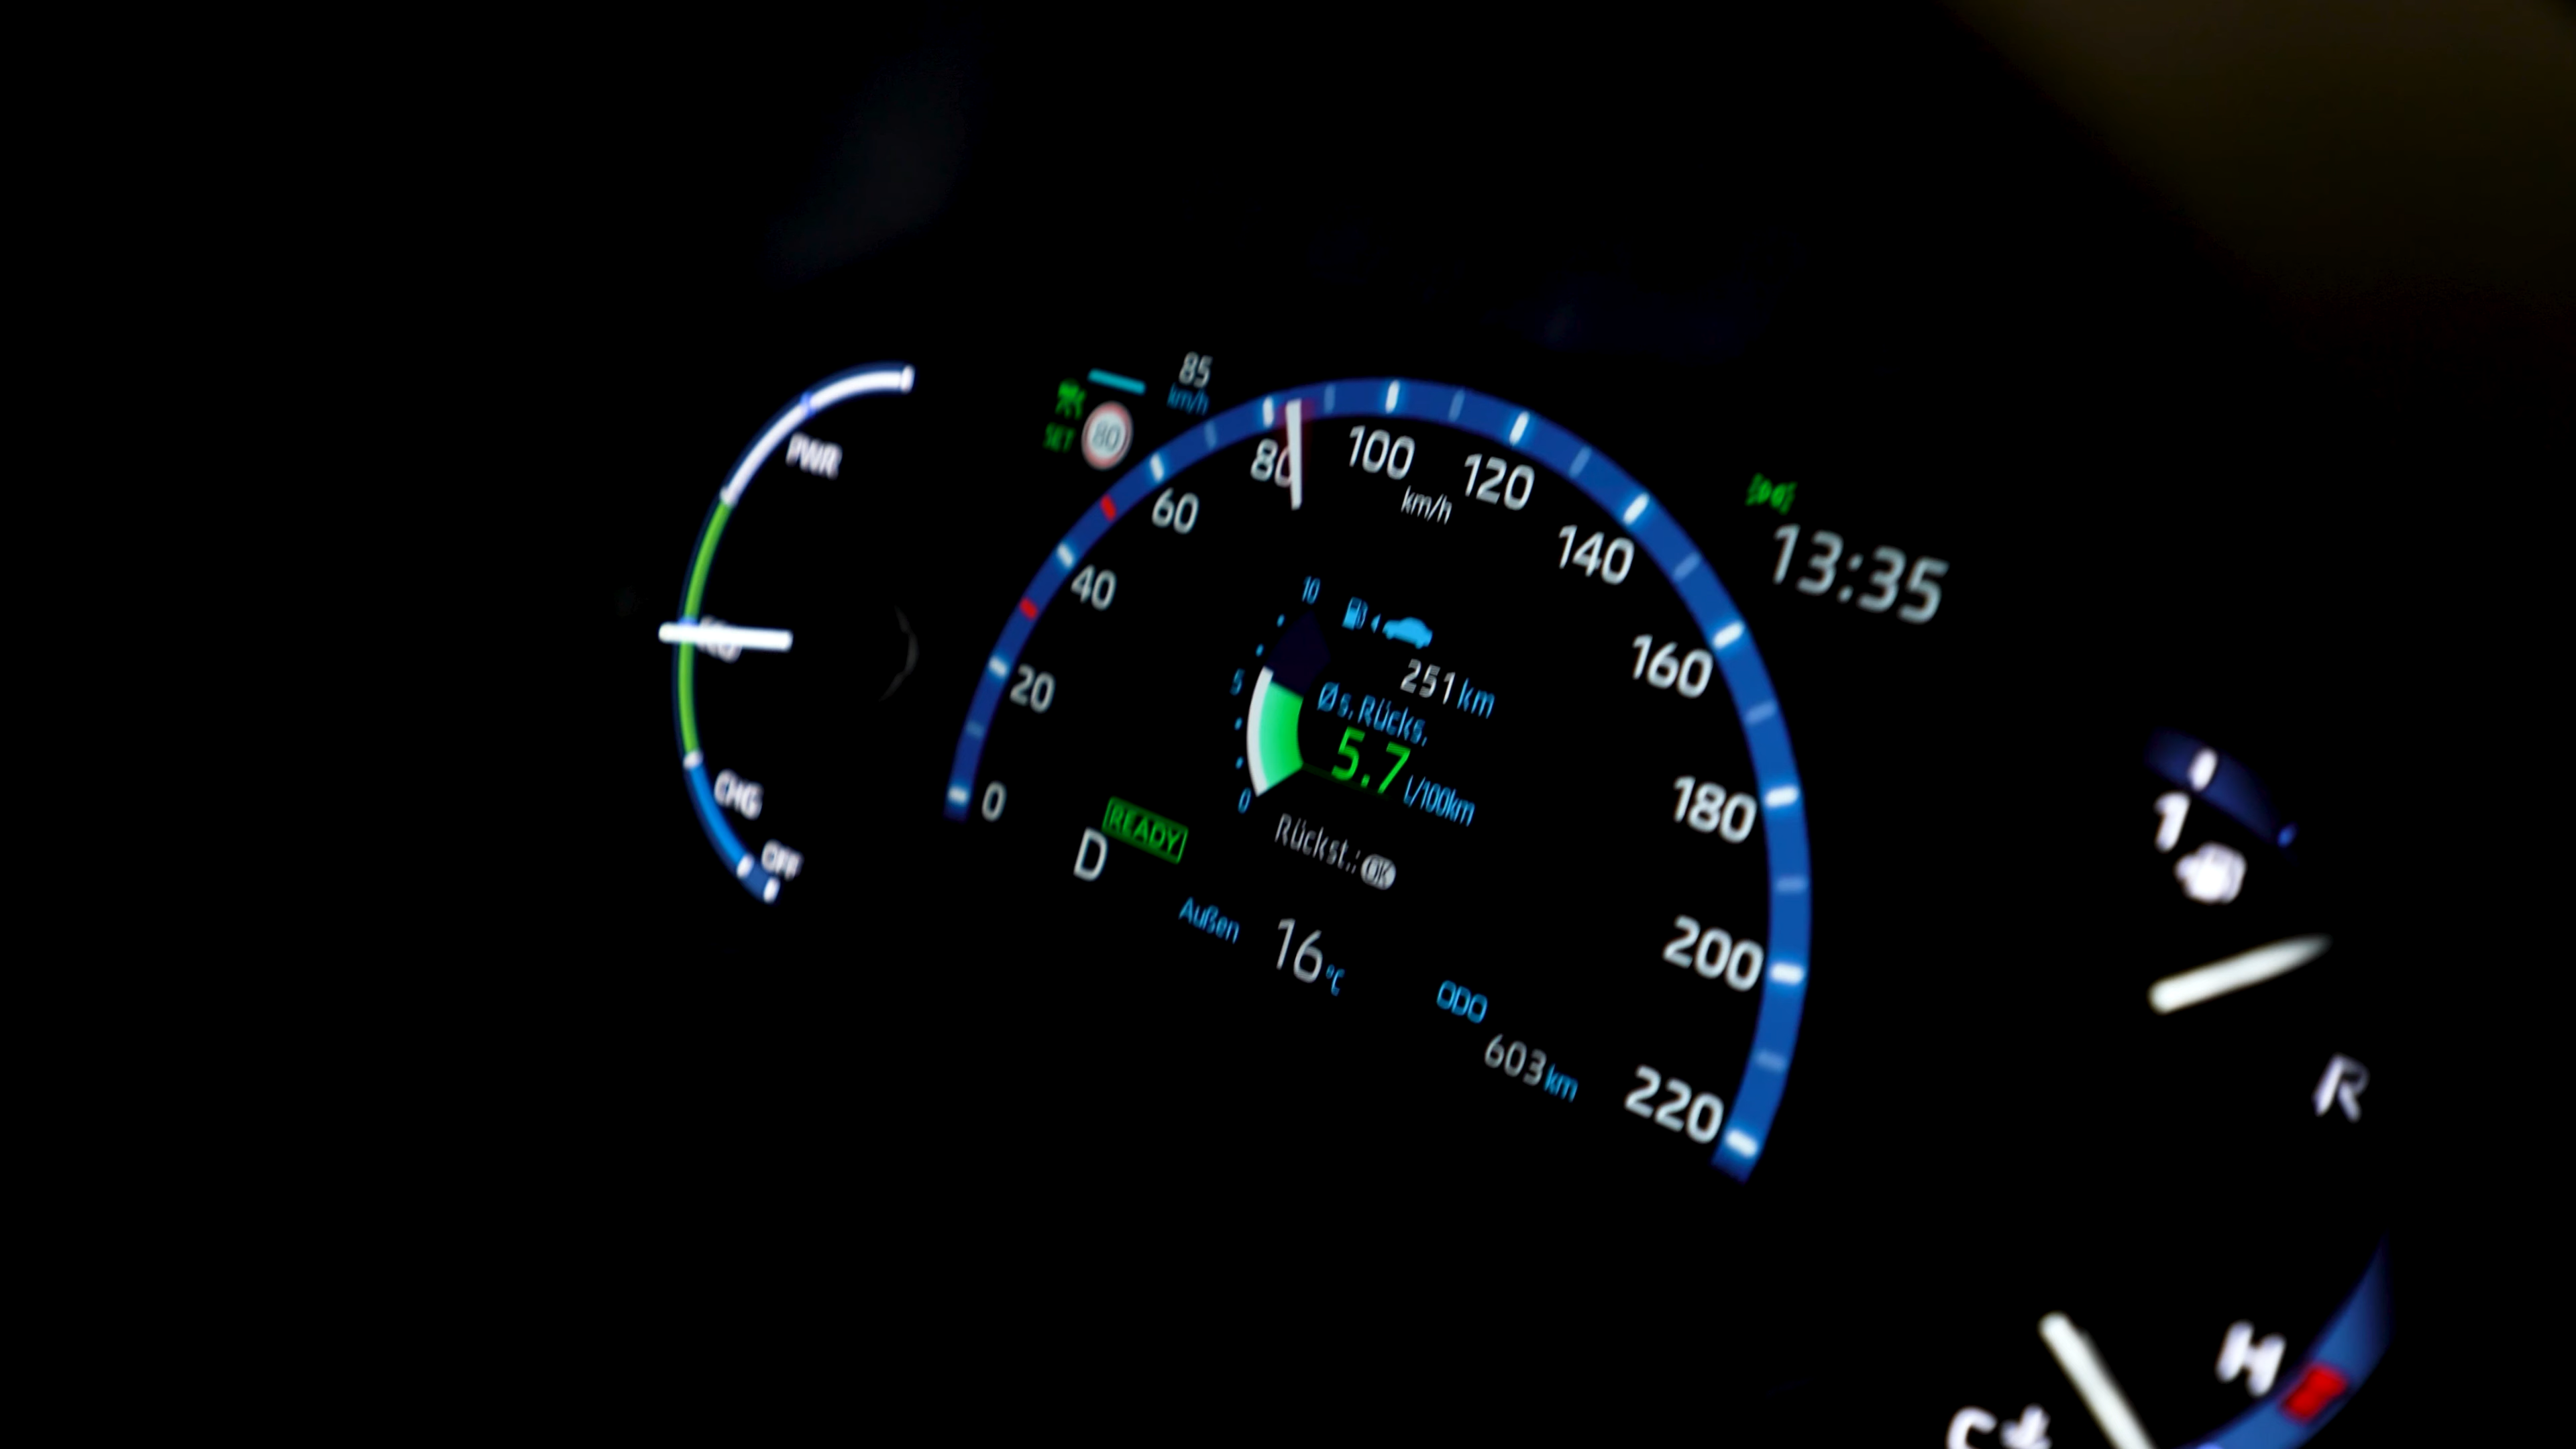 PWR
CHG
OFF
85
km/h
SET
80
0
20
40
60
80
100
120
140
160
180
200
220
km/h
13:35
10
5
0
251 km
Ø s. Rücks.
5.7 L/100km
Rückst.: OK
READY
D
Außen 16 °C
ODO
603 km
1
R
H
C